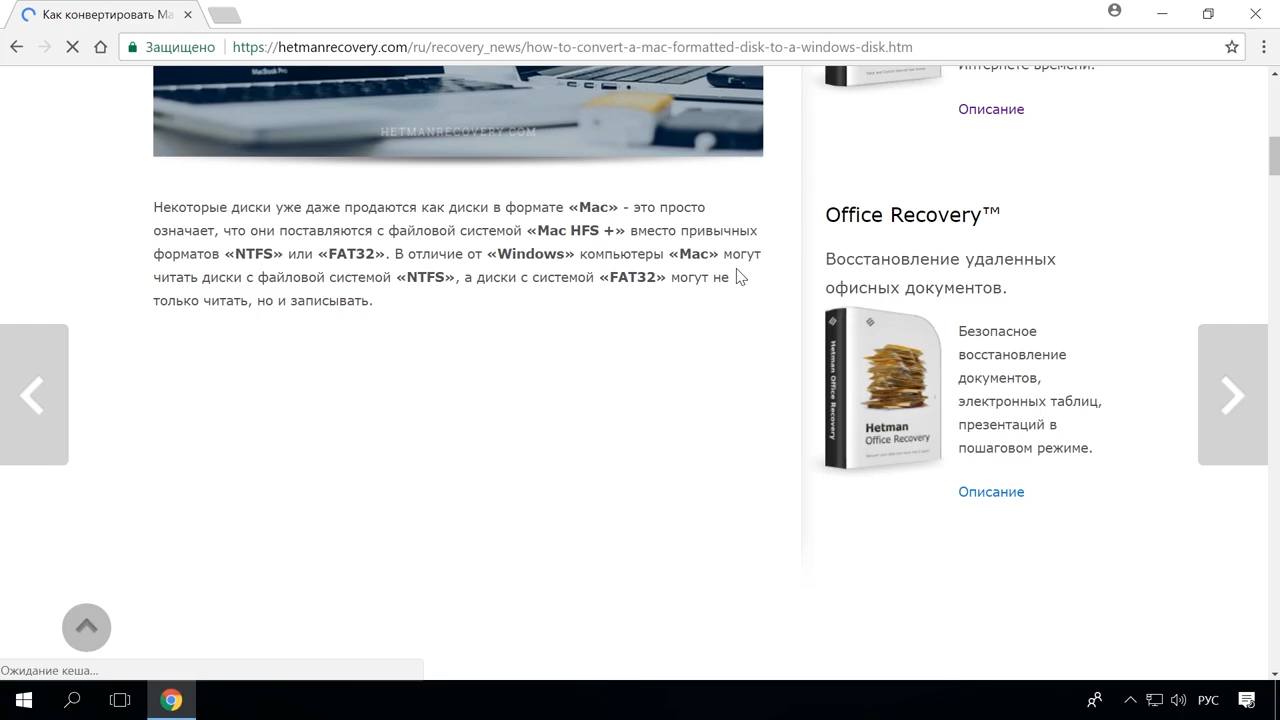 Как конвертировать Ma
Защищено
https://hetmanrecovery.com/ru/recovery_news/how-to-convert-a-mac-formatted-disk-to-a-windows-disk.htm
MacBook Pro
HETMANRECOVERY.COM
Некоторые диски уже даже продаются как диски в формате «Mac» - это просто
означает, что они поставляются с файловой системой «Mac HFS +» вместо привычных
форматов «NTFS» или «FAT32». В отличие от «Windows» компьютеры «Mac» могут
читать диски с файловой системой «NTFS», а диски с системой «FAT32» могут не
только читать, но и записывать.
Интернете времени.
Описание
Office Recovery™
Восстановление удаленных
офисных документов.
Hetman Office Recovery
Hetman
Office Recovery
Безопасное
восстановление
документов,
электронных таблиц,
презентаций в
пошаговом режиме.
Описание
Ожидание кеша...
РУС